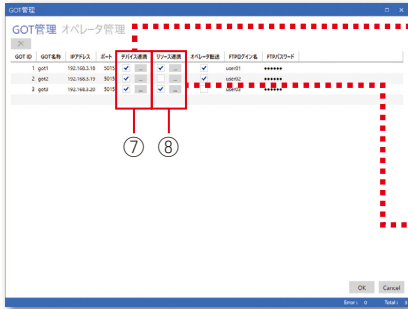 GOT管理
GOT管理 オペレータ管理
GOT ID GOT名称 IPアドレス ポート デバイス連携 リソース連携 オペレータ転送 FTPログイン名 FTPパスワード
1 got1 192.168.3.18 5015 ... ... user01 ●●●●●●
2 got2 192.168.3.19 5015 ... ... user02
3 got3 192.168.3.20 5015 ... ... user03 ●●●●●●
⑦ ⑧
OK Cancel
Error : 0 Total : 3